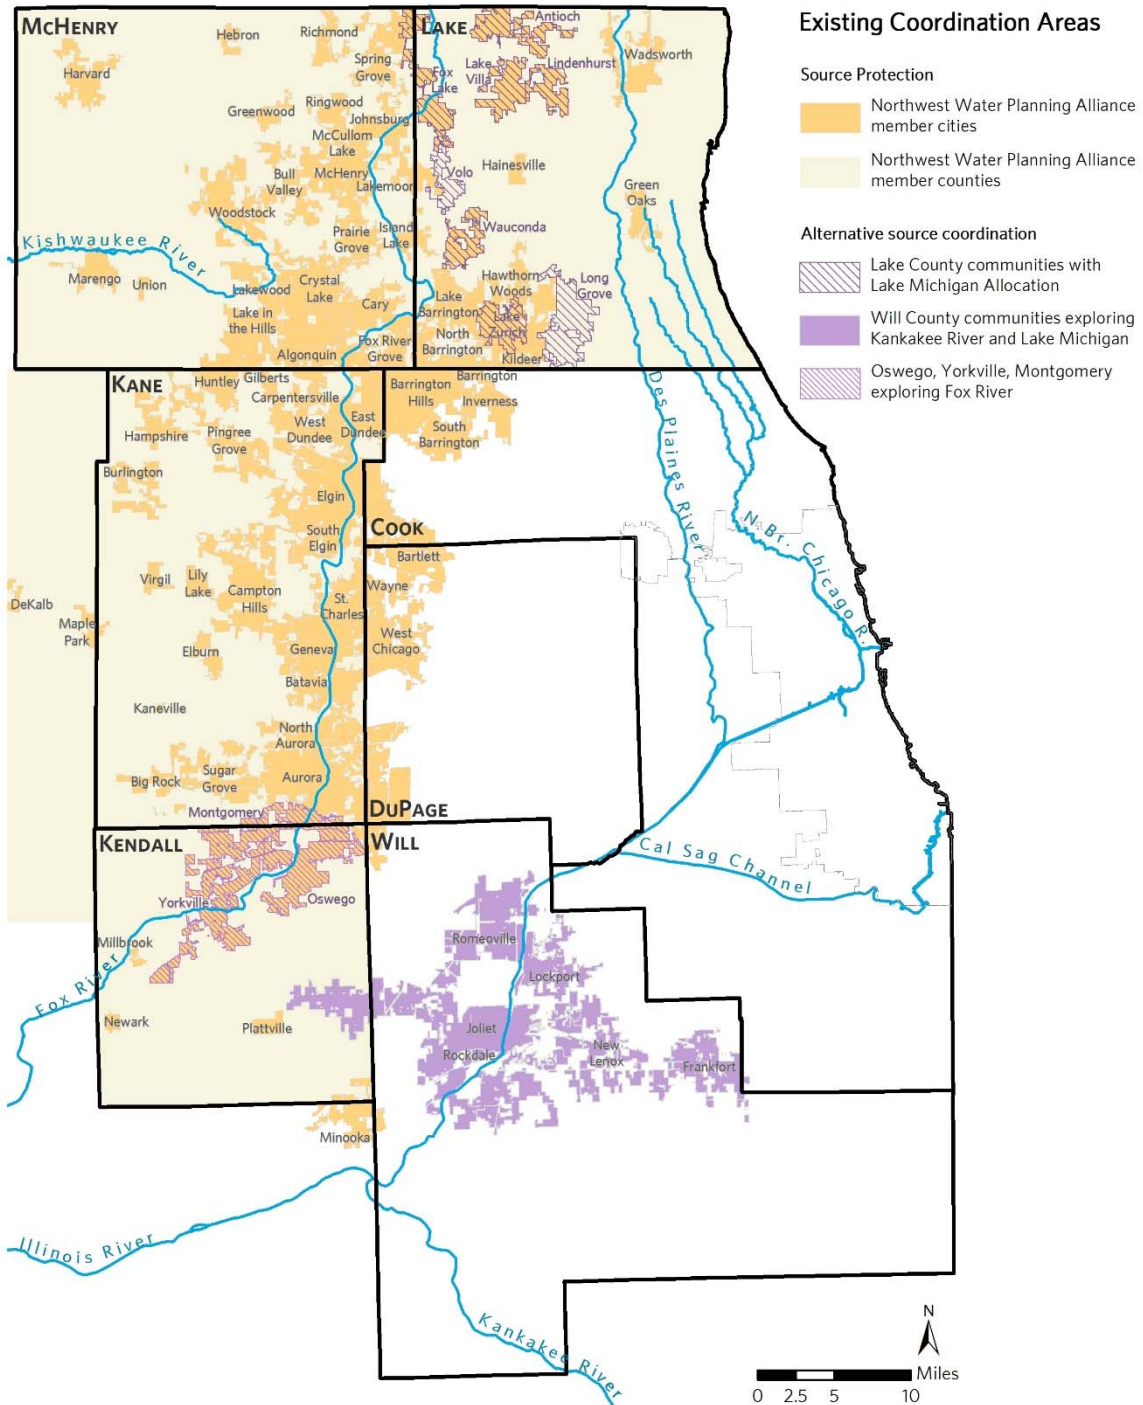 Existing Coordination Areas
Source Protection
Northwest Water Planning Alliance
member cities
Northwest Water Planning Alliance
member counties
Alternative source coordination
Lake County communities with
Lake Michigan Allocation
Will County communities exploring
Kankakee River and Lake Michigan
Oswego, Yorkville, Montgomery
exploring Fox River
MCHENRY
LAKE
Hebron
Richmond
Antioch
Harvard
Spring
Grove
Fox
Lake
Lake
Villa
Lindenhurst
Wadsworth
Greenwood
Ringwood
Johnsburg
McCullom
Lake
Bull
Valley
McHenry
Lakemoor
Volo
Hainesville
Green
Oaks
Woodstock
Prairie
Grove
Island
Lake
Wauconda
Kishwaukee River
Marengo
Union
Lakewood
Crystal
Lake
Cary
Lake in
the Hills
Algonquin
Fox River
Grove
Lake
Barrington
North
Barrington
Hawthorn
Woods
Lake
Zurich
Kildeer
Long
Grove
KANE
Huntley
Gilberts
Carpentersville
Barrington
Hills
Barrington
Inverness
South
Barrington
Hampshire
Pingree
Grove
West
Dundee
East
Dundee
Burlington
Elgin
South
Elgin
COOK
Bartlett
Wayne
Des Plaines River
N. Br. Chicago R.
DeKalb
Maple
Park
Virgil
Lily
Lake
Campton
Hills
St.
Charles
West
Chicago
Elburn
Geneva
Batavia
Kaneville
North
Aurora
Big Rock
Sugar
Grove
Aurora
Montgomery
DUPAGE
KENDALL
WILL
Cal Sag Channel
Yorkville
Oswego
Millbrook
Fox River
Newark
Plattville
Romeoville
Lockport
Joliet
Rockdale
New
Lenox
Frankfort
Minooka
Illinois River
Kankakee River
N
Miles
0 2.5 5 10